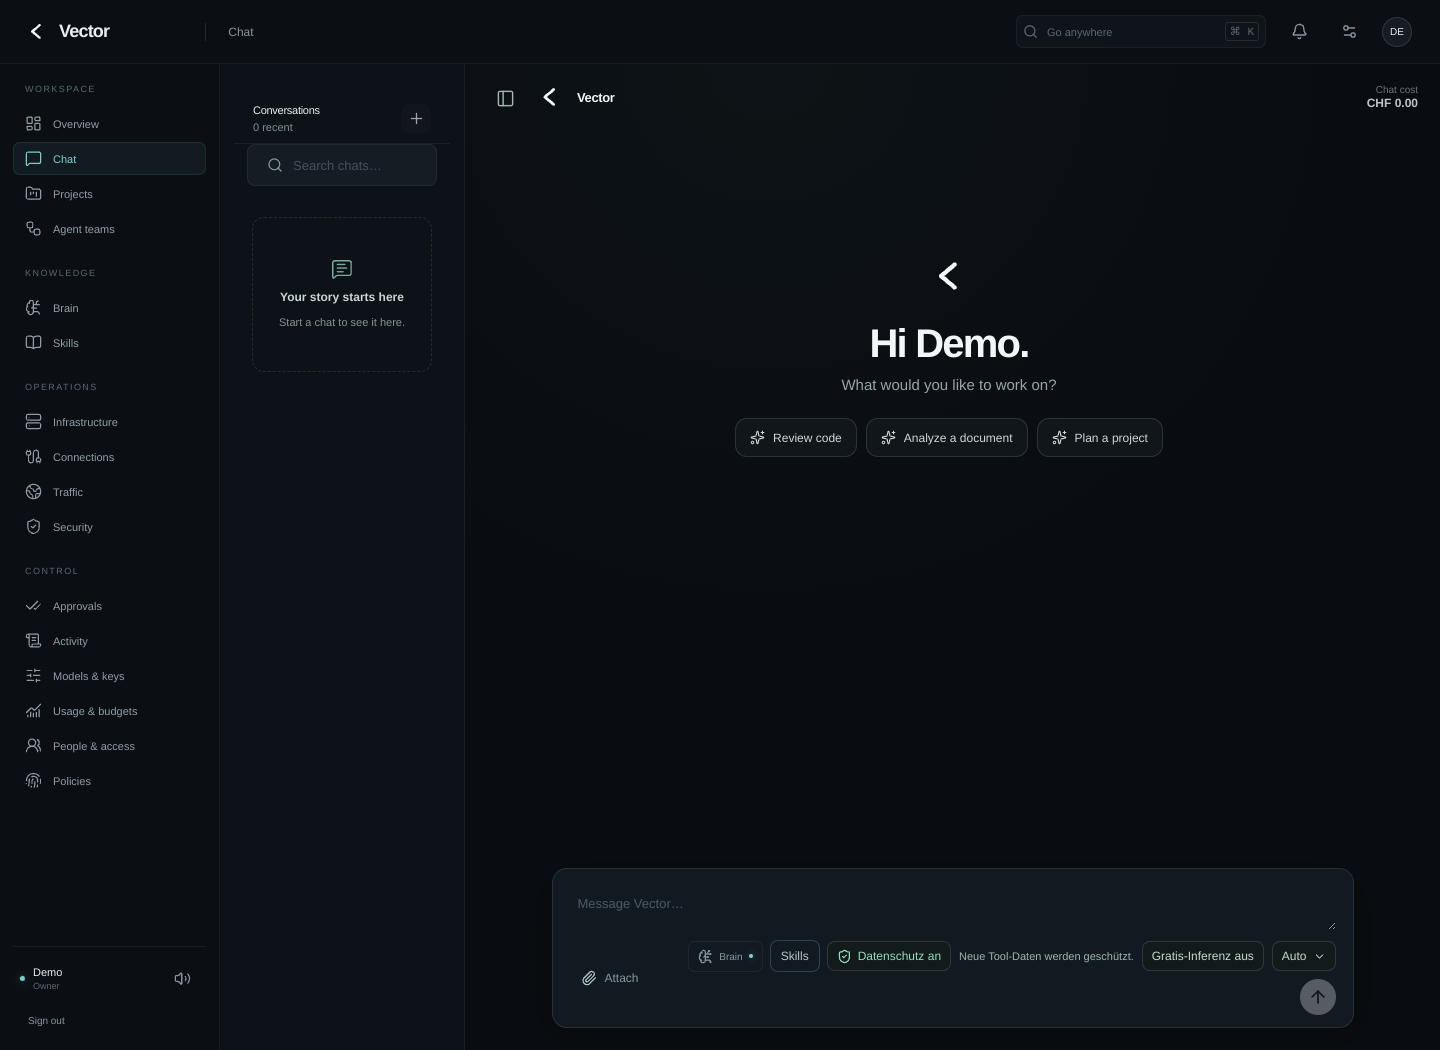 Vector
Chat
Go anywhere
⌘ K
DE
WORKSPACE
Overview
Chat
Projects
Agent teams
KNOWLEDGE
Brain
Skills
OPERATIONS
Infrastructure
Connections
Traffic
Security
CONTROL
Approvals
Activity
Models & keys
Usage & budgets
People & access
Policies
Demo
Owner
Sign out
Conversations
0 recent
Search chats…
Your story starts here
Start a chat to see it here.
Vector
Chat cost
CHF 0.00
Hi Demo.
What would you like to work on?
Review code
Analyze a document
Plan a project
Message Vector…
Brain
Skills
Datenschutz an
Neue Tool-Daten werden geschützt.
Gratis-Inferenz aus
Auto
Attach